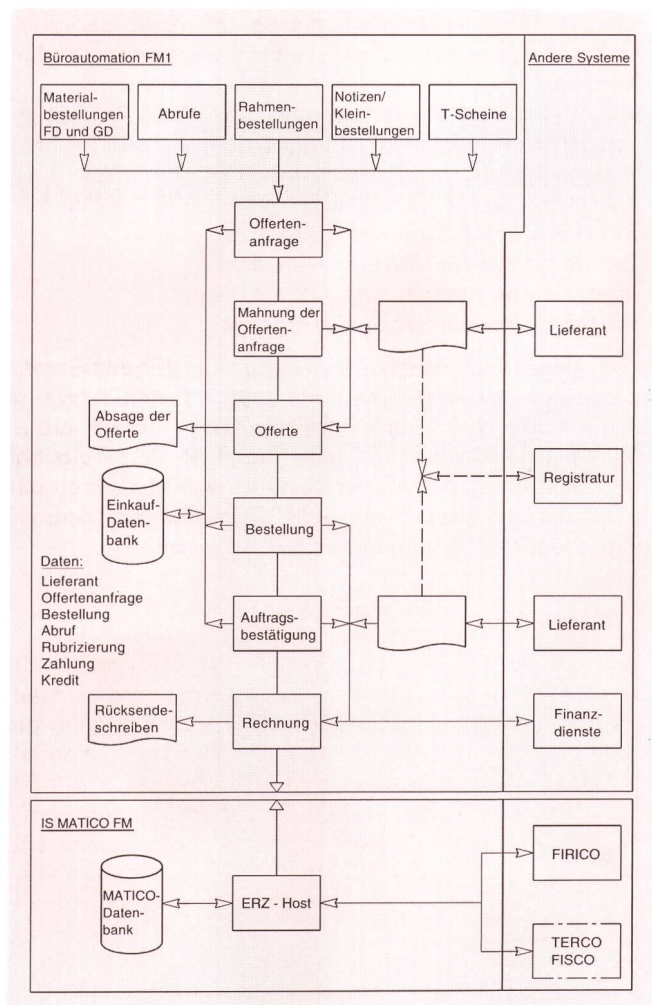 Büroautomation FM1
Andere Systeme
Material-
bestellungen
FD und GD
Abrufe
Rahmen-
bestellungen
Notizen/
Klein-
bestellungen
T-Scheine
Offerten-
anfrage
Mahnung der
Offerten-
anfrage
Lieferant
Absage der
Offerte
Offerte
Registratur
Einkauf-
Daten-
bank
Bestellung
Daten:
Lieferant
Offertenanfrage
Bestellung
Abruf
Rubrizierung
Zahlung
Kredit
Auftrags-
bestätigung
Lieferant
Rücksende-
schreiben
Rechnung
Finanz-
dienste
IS MATICO FM
MATICO-
Daten-
bank
ERZ - Host
FIRICO
TERCO
FISCO